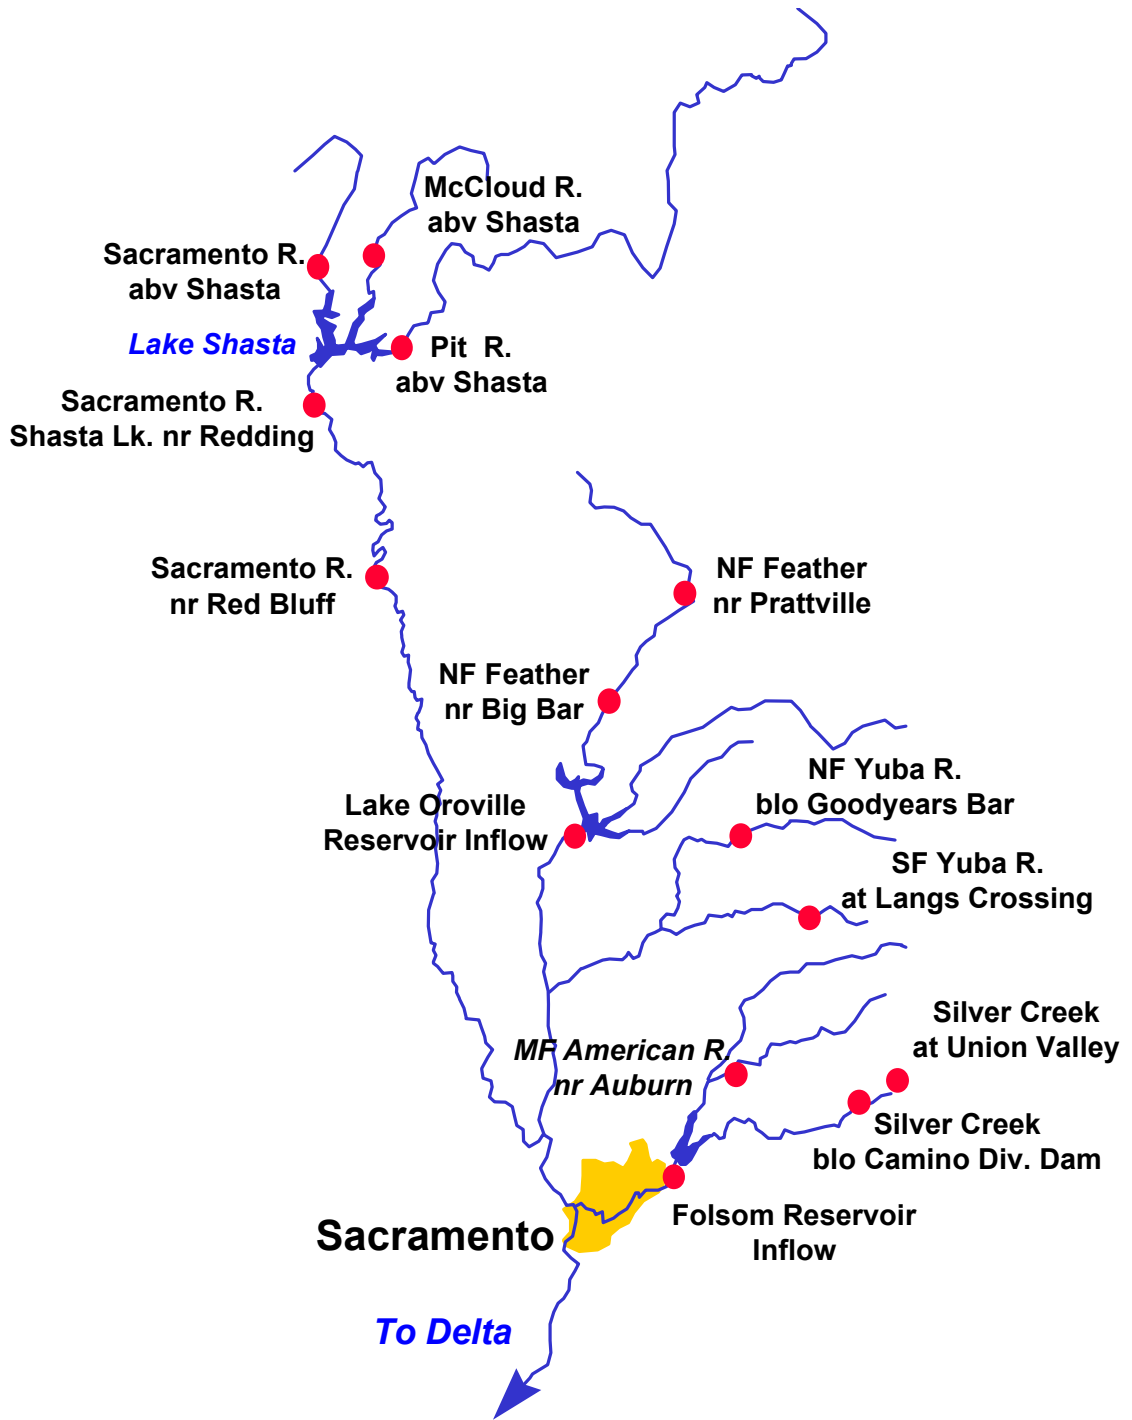 McCloud R.
abv Shasta
Sacramento R.
abv Shasta
Lake Shasta
Pit R.
abv Shasta
Sacramento R.
Shasta Lk. nr Redding
Sacramento R.
nr Red Bluff
NF Feather
nr Prattville
NF Feather
nr Big Bar
NF Yuba R.
blo Goodyears Bar
Lake Oroville
Reservoir Inflow
SF Yuba R.
at Langs Crossing
Silver Creek
at Union Valley
MF American R.
nr Auburn
Silver Creek
blo Camino Div. Dam
Folsom Reservoir
Inflow
Sacramento
To Delta